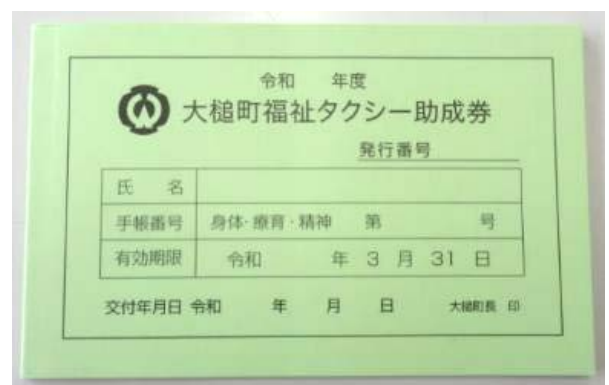 令和　年度
大槌町福祉タクシー助成券
発行番号
氏　名
手帳番号　身体・療育・精神　第　号
有効期限　令和　年 3 月 31 日
交付年月日 令和　年　月　日　大槌町長 印